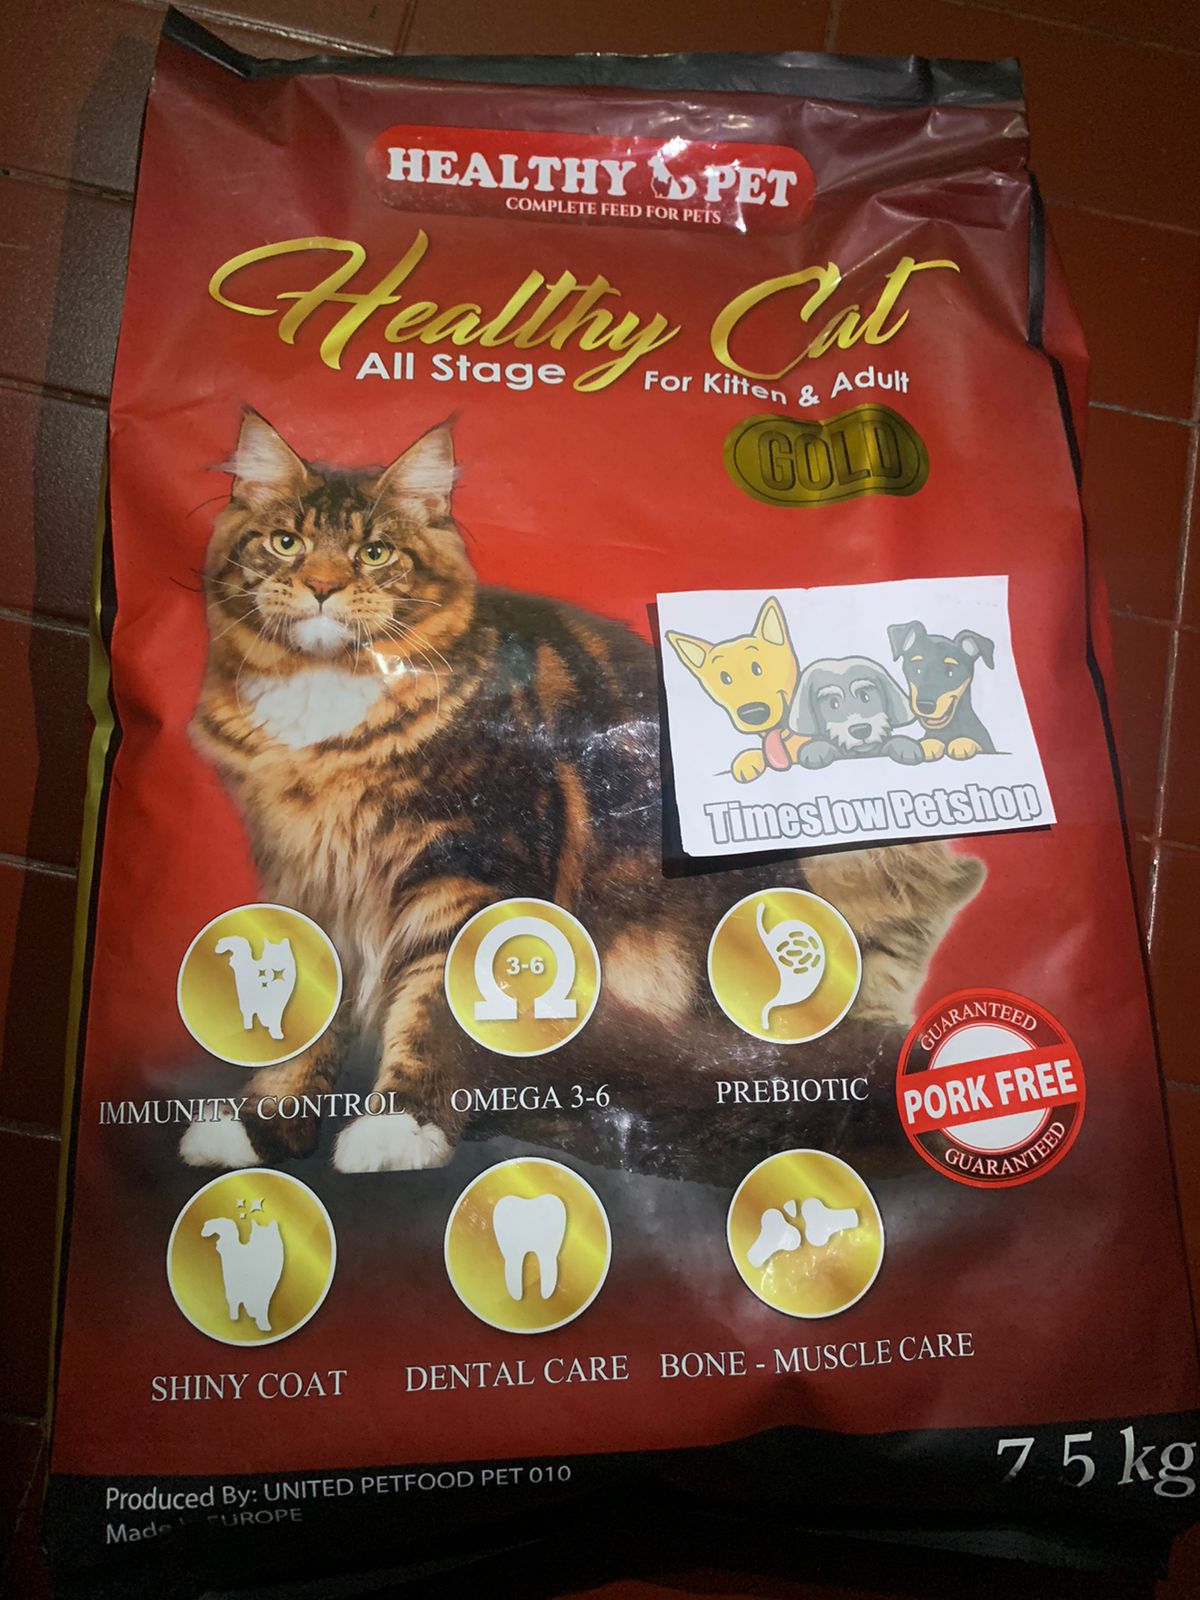 HEALTHY PET
COMPLETE FEED FOR PETS
Healthy Cat
All Stage For Kitten & Adult
GOLD
Timeslow Petshop
3-6
IMMUNITY CONTROL
OMEGA 3-6
PREBIOTIC
GUARANTEED
PORK FREE
GUARANTEED
SHINY COAT
DENTAL CARE
BONE - MUSCLE CARE
7.5 kg
Produced By: UNITED PETFOOD PET 010
Made EUROPE